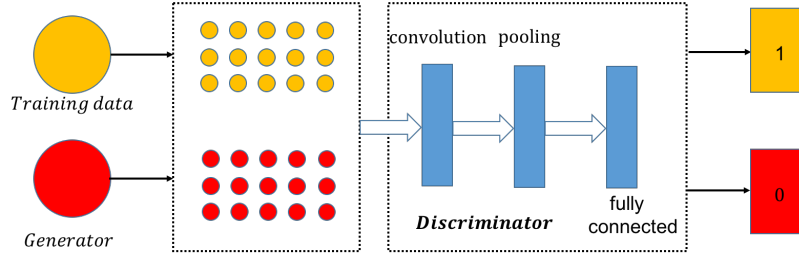 convolution pooling
1
Training data
0
Discriminator
fully
connected
Generator